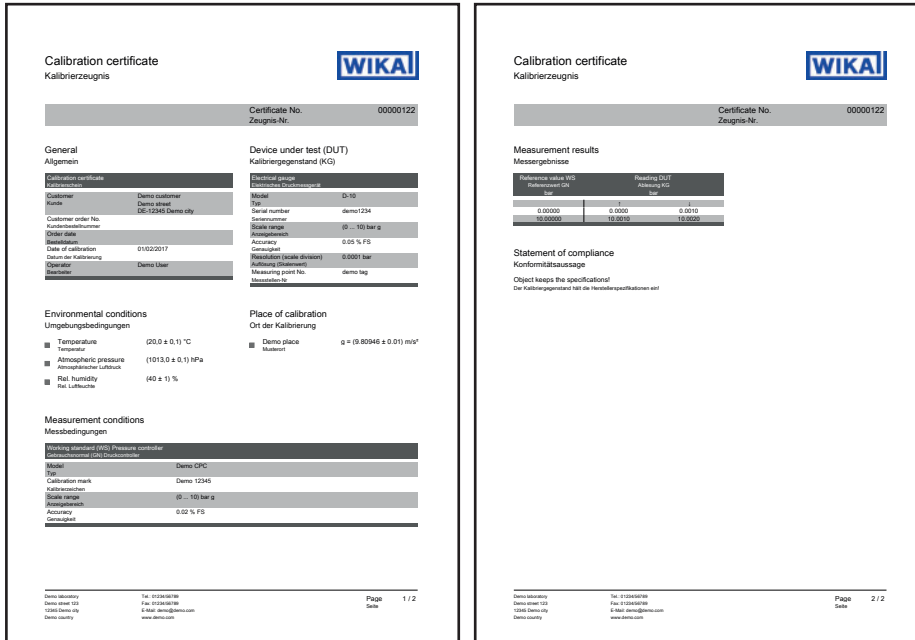 Calibration certificate
Kalibrierzeugnis
WIKAI
Certificate No. 00000122
Zeugnis-Nr.
General
Allgemein
Calibration certificate
Kalibrierschein
Customer Demo customer
Kunde Demo street
DE-12345 Demo city
Customer order No.
Kundenbestellnummer
Order date
Bestelldatum
Date of calibration 01/02/2017
Datum der Kalibrierung
Operator Demo User
Bearbeiter
Device under test (DUT)
Kalibriergegenstand (KG)
Electrical gauge
Elektrisches Druckmessgerät
Model D-10
Typ
Serial number demo1234
Seriennummer
Scale range (0 ... 10) bar g
Anzeigebereich
Accuracy 0.05 % FS
Genauigkeit
Resolution (scale division) 0.0001 bar
Auflösung (Skalenwert)
Measuring point No. demo tag
Messstellen-Nr
Environmental conditions
Umgebungsbedingungen
Temperature (20,0 ± 0,1) °C
Temperatur
Atmospheric pressure (1013,0 ± 0,1) hPa
Atmosphärischer Luftdruck
Rel. humidity (40 ± 1) %
Rel. Luftfeuchte
Place of calibration
Ort der Kalibrierung
Demo place g = (9.80946 ± 0.01) m/s²
Musterort
Measurement conditions
Messbedingungen
Working standard (WS) Pressure controller
Gebrauchsnormal (GN) Druckcontroller
Model Demo CPC
Typ
Calibration mark Demo 12345
Kalibrierzeichen
Scale range (0 ... 10) bar g
Anzeigebereich
Accuracy 0.02 % FS
Genauigkeit
Demo laboratory Tel.: 01234/56789
Demo street 123 Fax: 01234/56789
12345 Demo city E-Mail: demo@demo.com
Demo country www.demo.com
Page 1 / 2
Seite
Calibration certificate
Kalibrierzeugnis
WIKAI
Certificate No. 00000122
Zeugnis-Nr.
Measurement results
Messergebnisse
Reference value WS Reading DUT
Referenzwert GN Ablesung KG
bar bar
↑ ↓
0.00000 0.0000 0.0010
10.00000 10.0010 10.0020
Statement of compliance
Konformitätsaussage
Object keeps the specifications!
Der Kalibriergegenstand hält die Herstellerspezifikationen ein!
Demo laboratory Tel.: 01234/56789
Demo street 123 Fax: 01234/56789
12345 Demo city E-Mail: demo@demo.com
Demo country www.demo.com
Page 2 / 2
Seite